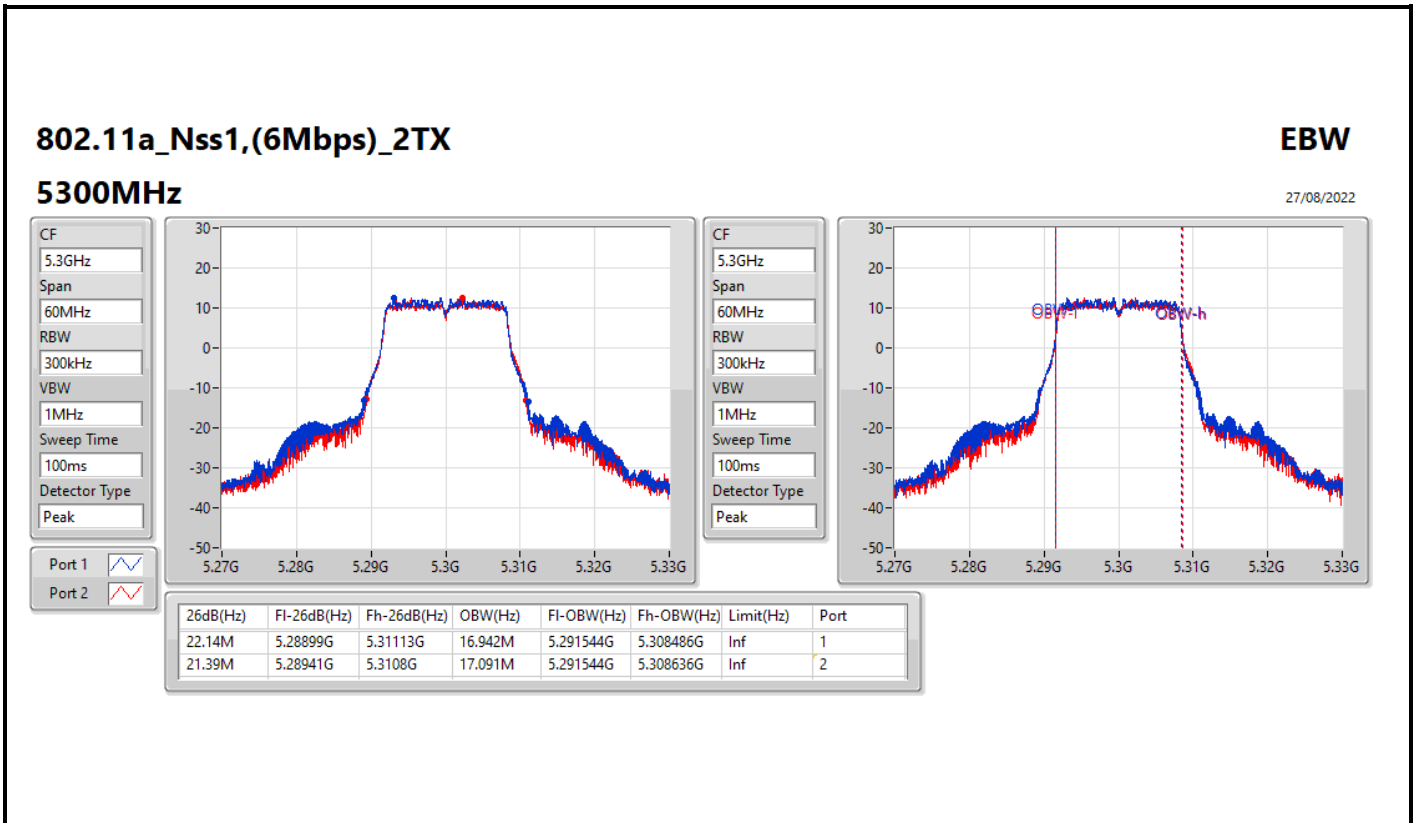 802.11a_Nss1,(6Mbps)_2TX
EBW
5300MHz
27/08/2022
CF
5.3GHz
Span
60MHz
RBW
300kHz
VBW
1MHz
Sweep Time
100ms
Detector Type
Peak
Port 1
Port 2
30
20
10
0
-10
-20
-30
-40
-50
5.27G 5.28G 5.29G 5.3G 5.31G 5.32G 5.33G
CF
5.3GHz
Span
60MHz
RBW
300kHz
VBW
1MHz
Sweep Time
100ms
Detector Type
Peak
30
20
10
0
-10
-20
-30
-40
-50
OBW-l
OBW-h
5.27G 5.28G 5.29G 5.3G 5.31G 5.32G 5.33G
26dB(Hz) Fl-26dB(Hz) Fh-26dB(Hz) OBW(Hz) Fl-OBW(Hz) Fh-OBW(Hz) Limit(Hz) Port
22.14M 5.28899G 5.31113G 16.942M 5.291544G 5.308486G Inf 1
21.39M 5.28941G 5.3108G 17.091M 5.291544G 5.308636G Inf 2